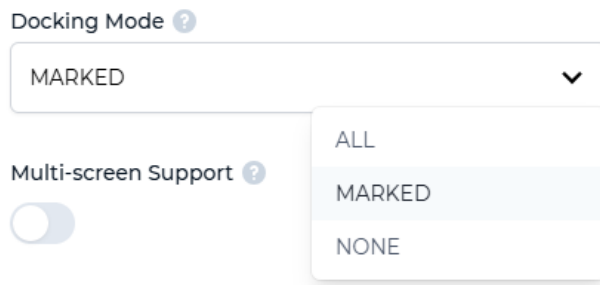 Docking Mode ?
MARKED
ALL
Multi-screen Support ?
MARKED
NONE